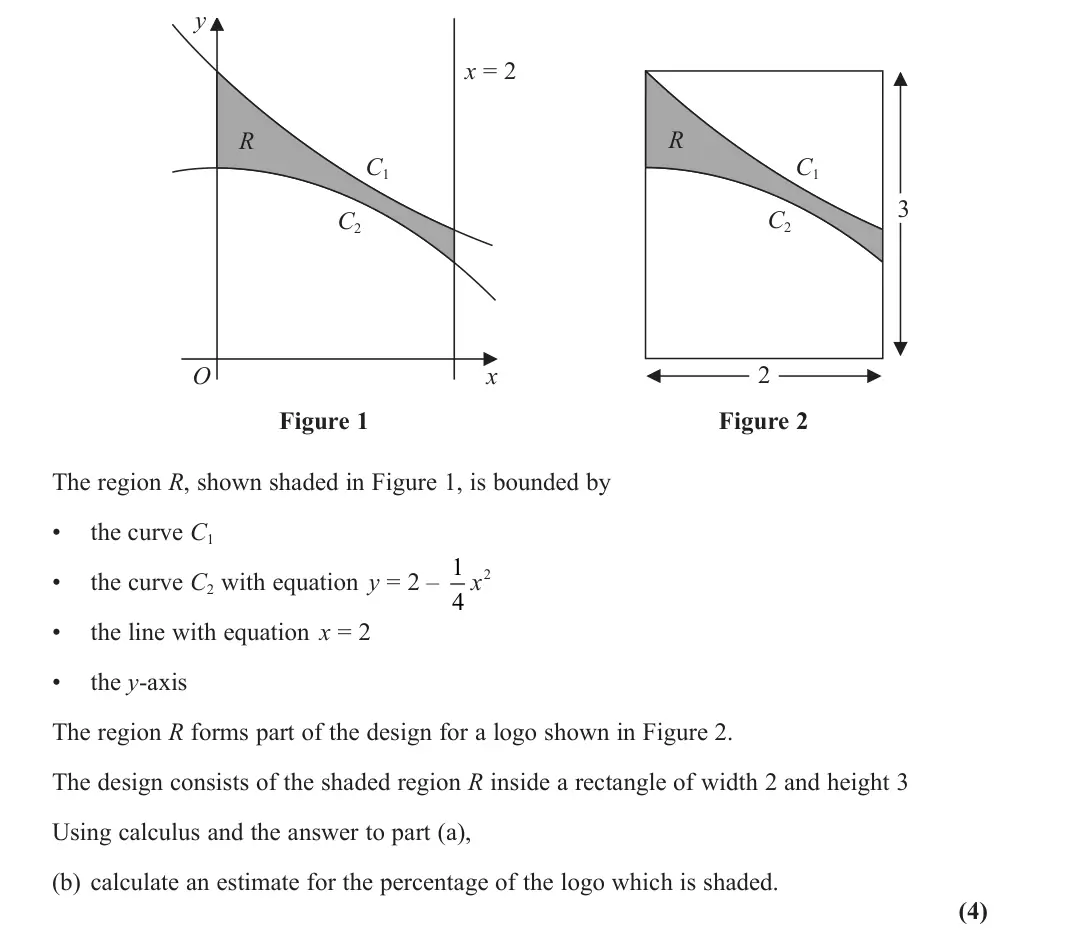 y
x = 2
R
C₁
C₂
3
O
x
2
R
C₁
C₂
Figure 1
Figure 2
The region R, shown shaded in Figure 1, is bounded by
• the curve C₁
• the curve C₂ with equation y = 2 – 1/4 x²
• the line with equation x = 2
• the y-axis
The region R forms part of the design for a logo shown in Figure 2.
The design consists of the shaded region R inside a rectangle of width 2 and height 3
Using calculus and the answer to part (a),
(b) calculate an estimate for the percentage of the logo which is shaded.
(4)